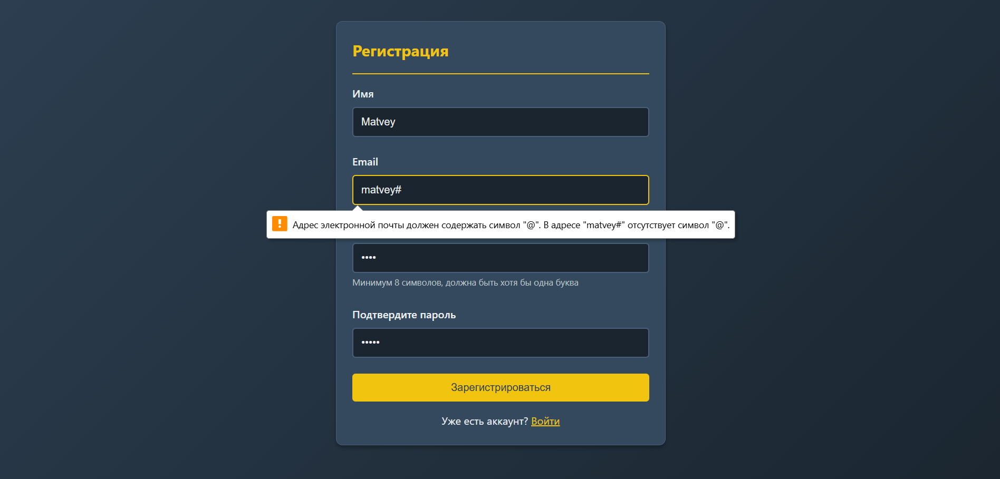 Регистрация
Имя
Matvey
Email
matvey#
Адрес электронной почты должен содержать символ "@". В адресе "matvey#" отсутствует символ "@".
••••
Минимум 8 символов, должна быть хотя бы одна буква
Подтвердите пароль
•••••
Зарегистрироваться
Уже есть аккаунт? Войти